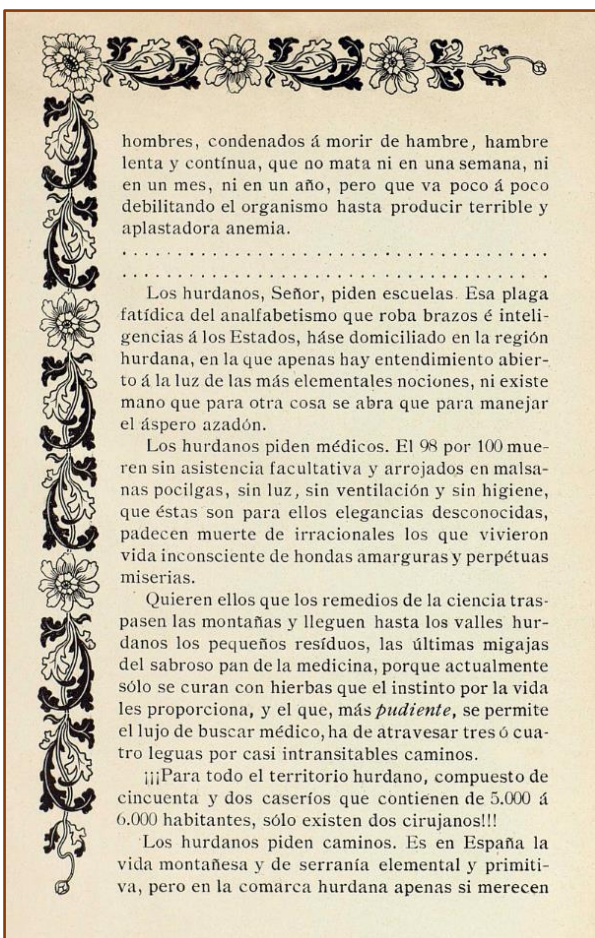 hombres, condenados á morir de hambre, hambre
lenta y contínua, que no mata ni en una semana, ni
en un mes, ni en un año, pero que va poco á poco
debilitando el organismo hasta producir terrible y
aplastadora anemia.
. . . . . . . . . . . . . . . . . . . . . . . . . . . . . . . . . . . . .
. . . . . . . . . . . . . . . . . . . . . . . . . . . . . . . . . . . . .
Los hurdanos, Señor, piden escuelas. Esa plaga
fatídica del analfabetismo que roba brazos é inteli-
gencias á los Estados, háse domiciliado en la región
hurdana, en la que apenas hay entendimiento abier-
to á la luz de las más elementales nociones, ni existe
mano que para otra cosa se abra que para manejar
el áspero azadón.
Los hurdanos piden médicos. El 98 por 100 mue-
ren sin asistencia facultativa y arrojados en malsa-
nas pocilgas, sin luz, sin ventilación y sin higiene,
que éstas son para ellos elegancias desconocidas,
padecen muerte de irracionales los que vivieron
vida inconsciente de hondas amarguras y perpétuas
miserias.
Quieren ellos que los remedios de la ciencia tras-
pasen las montañas y lleguen hasta los valles hur-
danos los pequeños resíduos, las últimas migajas
del sabroso pan de la medicina, porque actualmente
sólo se curan con hierbas que el instinto por la vida
les proporciona, y el que, más pudiente, se permite
el lujo de buscar médico, ha de atravesar tres ó cua-
tro leguas por casi intransitables caminos.
¡¡¡Para todo el territorio hurdano, compuesto de
cincuenta y dos caseríos que contienen de 5.000 á
6.000 habitantes, sólo existen dos cirujanos!!!
Los hurdanos piden caminos. Es en España la
vida montañesa y de serranía elemental y primiti-
va, pero en la comarca hurdana apenas si merecen